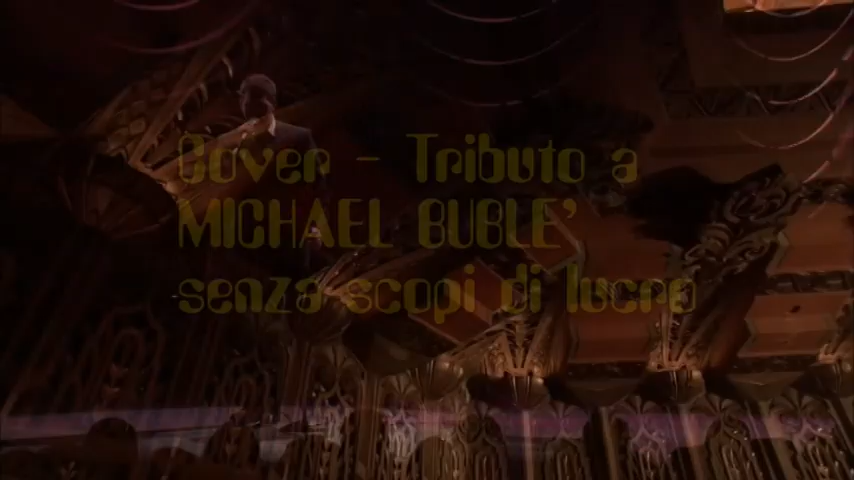 Cover - Tributo a
MICHAEL BUBLE'
senza scopi di lucro